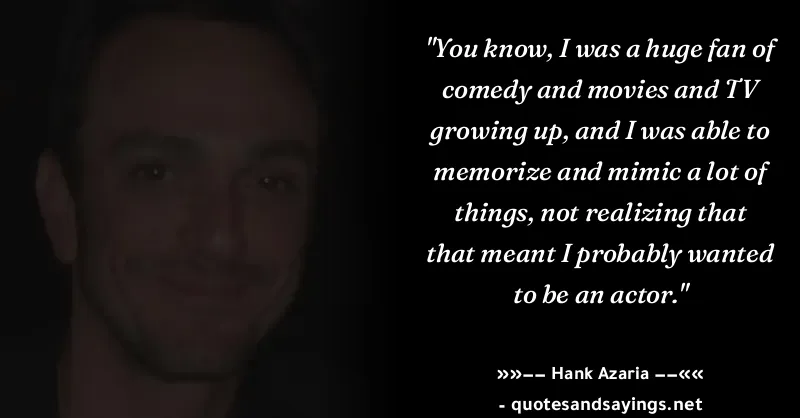 "You know, I was a huge fan of
comedy and movies and TV
growing up, and I was able to
memorize and mimic a lot of
things, not realizing that
that meant I probably wanted
to be an actor."
»»−− Hank Azaria −−««
- quotesandsayings.net